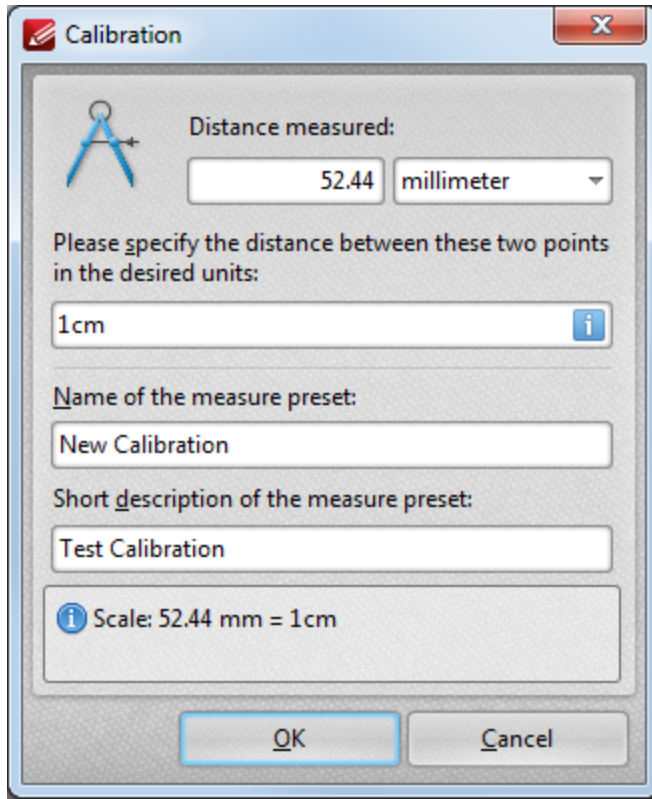 Calibration
Distance measured:
52.44 millimeter
Please specify the distance between these two points
in the desired units:
1cm
Name of the measure preset:
New Calibration
Short description of the measure preset:
Test Calibration
Scale: 52.44 mm = 1cm
OK Cancel